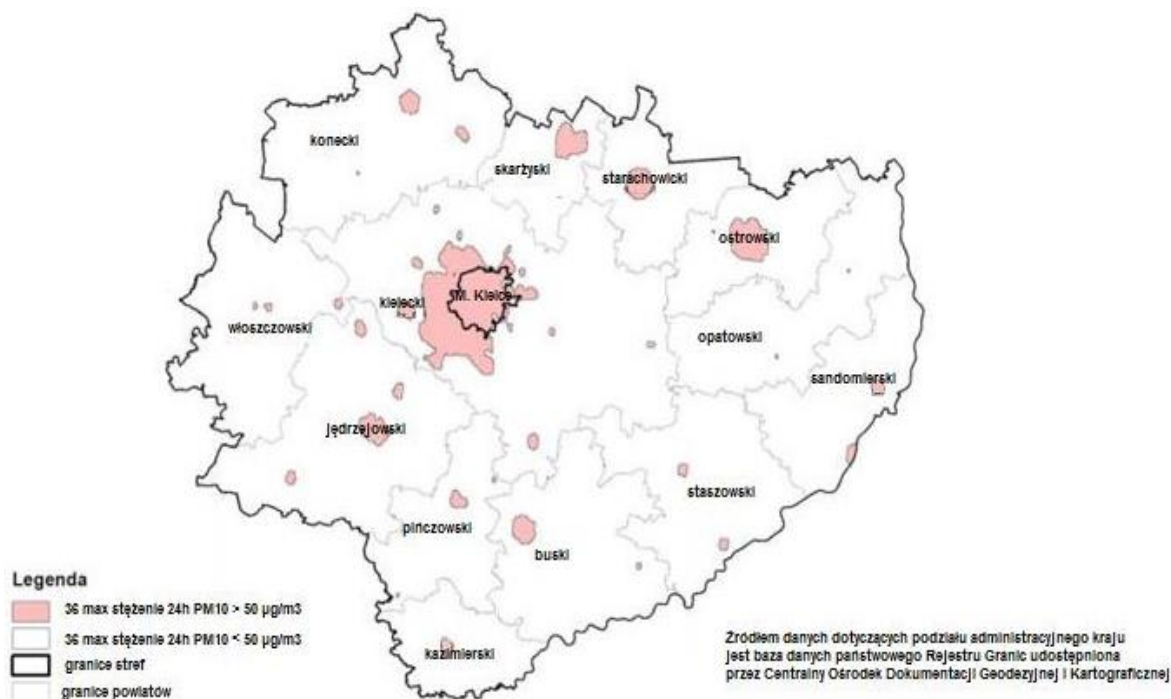 konecki
skarżyski
starachowicki
ostrowski
M. Kielce
kielecki
włoszczowski
opatowski
sandomierski
jędrzejowski
staszowski
pińczowski
buski
kazimierski
Legenda
36 max stężenie 24h PM10 > 50 µg/m3
36 max stężenie 24h PM10 < 50 µg/m3
granice stref
granice powiatów
Źródłem danych dotyczących podziału administracyjnego kraju
jest baza danych państwowego Rejestru Granic udostępniona
przez Centralny Ośrodek Dokumentacji Geodezyjnej i Kartograficznej